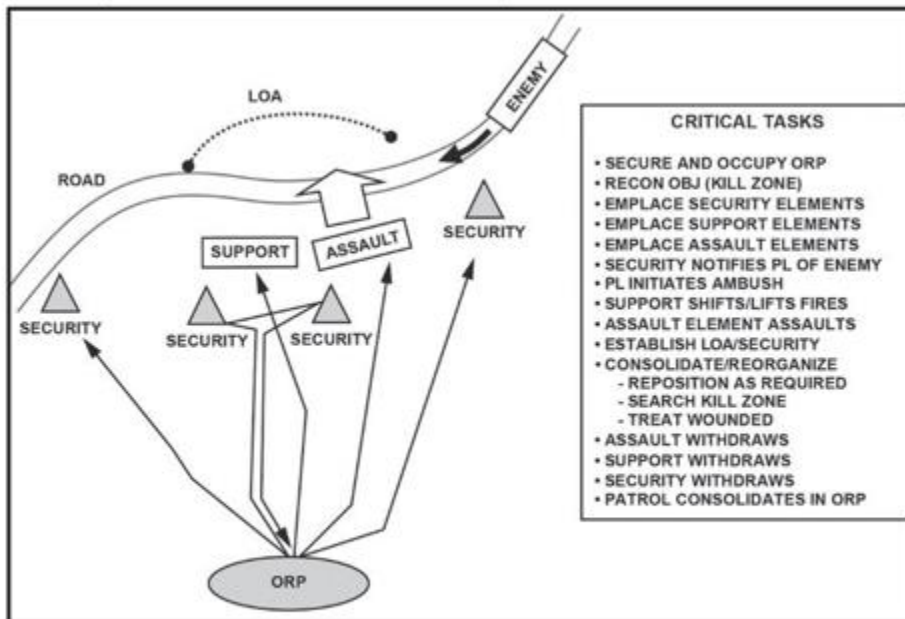 LOA
ENEMY
ROAD
SUPPORT
ASSAULT
SECURITY
SECURITY
SECURITY
SECURITY
ORP
CRITICAL TASKS
• SECURE AND OCCUPY ORP
• RECON OBJ (KILL ZONE)
• EMPLACE SECURITY ELEMENTS
• EMPLACE SUPPORT ELEMENTS
• EMPLACE ASSAULT ELEMENTS
• SECURITY NOTIFIES PL OF ENEMY
• PL INITIATES AMBUSH
• SUPPORT SHIFTS/LIFTS FIRES
• ASSAULT ELEMENT ASSAULTS
• ESTABLISH LOA/SECURITY
• CONSOLIDATE/REORGANIZE
- REPOSITION AS REQUIRED
- SEARCH KILL ZONE
- TREAT WOUNDED
• ASSAULT WITHDRAWS
• SUPPORT WITHDRAWS
• SECURITY WITHDRAWS
• PATROL CONSOLIDATES IN ORP